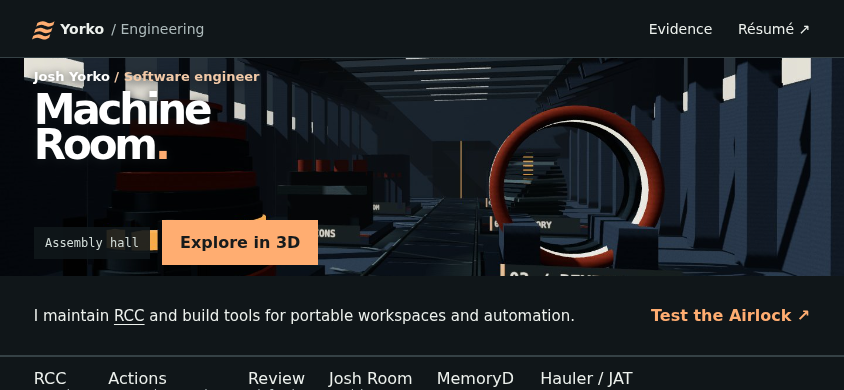 Yorko / Engineering
Evidence
Résumé ↗
Josh Yorko / Software engineer
Machine
Room.
Assembly hall
Explore in 3D
I maintain RCC and build tools for portable workspaces and automation.
Test the Airlock ↗
RCC
Actions
Review
Josh Room
MemoryD
Hauler / JAT